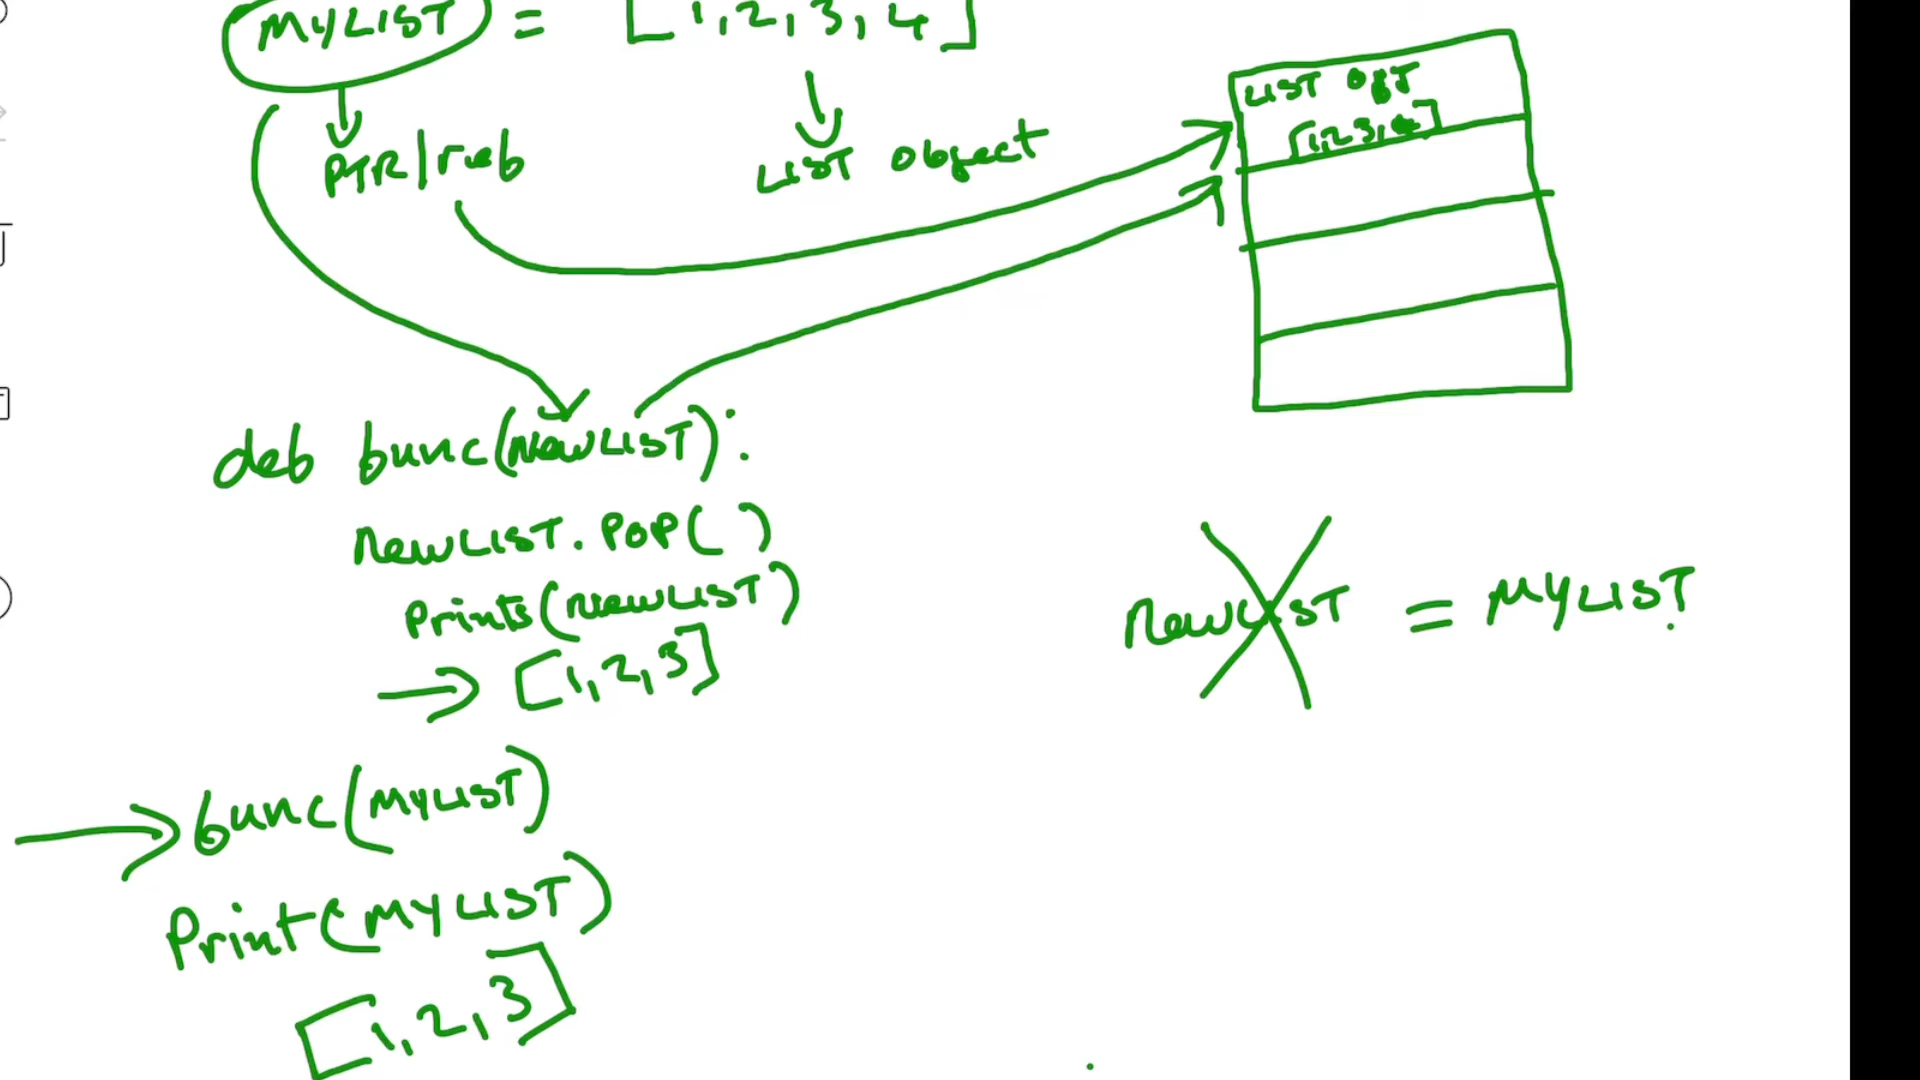 MYLIST = [1,2,3,4]
PTR/ref
LIST object
LIST OBJ
[1,2,3,4]
def func(NewLIST):
NewLIST.POP( )
Prints(NewLIST)
→ [1,2,3]
NewLIST = MYLIST
→ func(MYLIST)
Print(MYLIST)
[1,2,3]